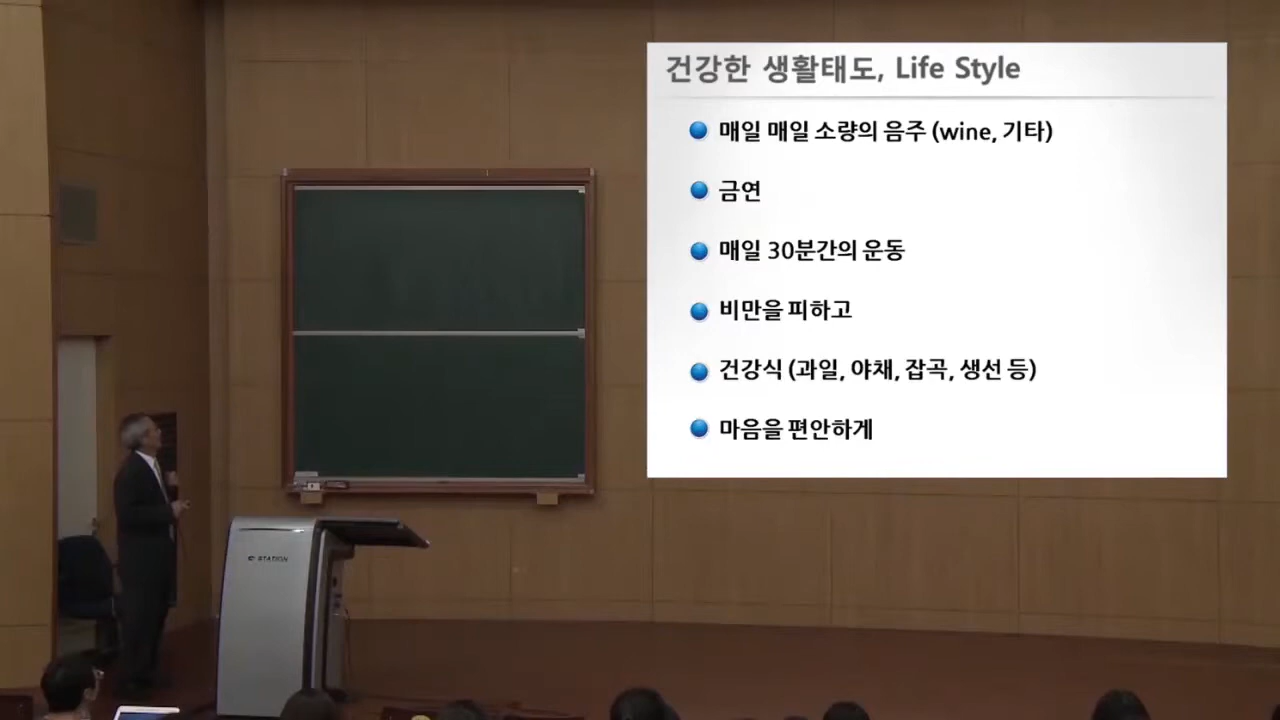 건강한 생활태도, Life Style
매일 매일 소량의 음주 (wine, 기타)
금연
매일 30분간의 운동
비만을 피하고
건강식 (과일, 야채, 잡곡, 생선 등)
마음을 편안하게
STATION